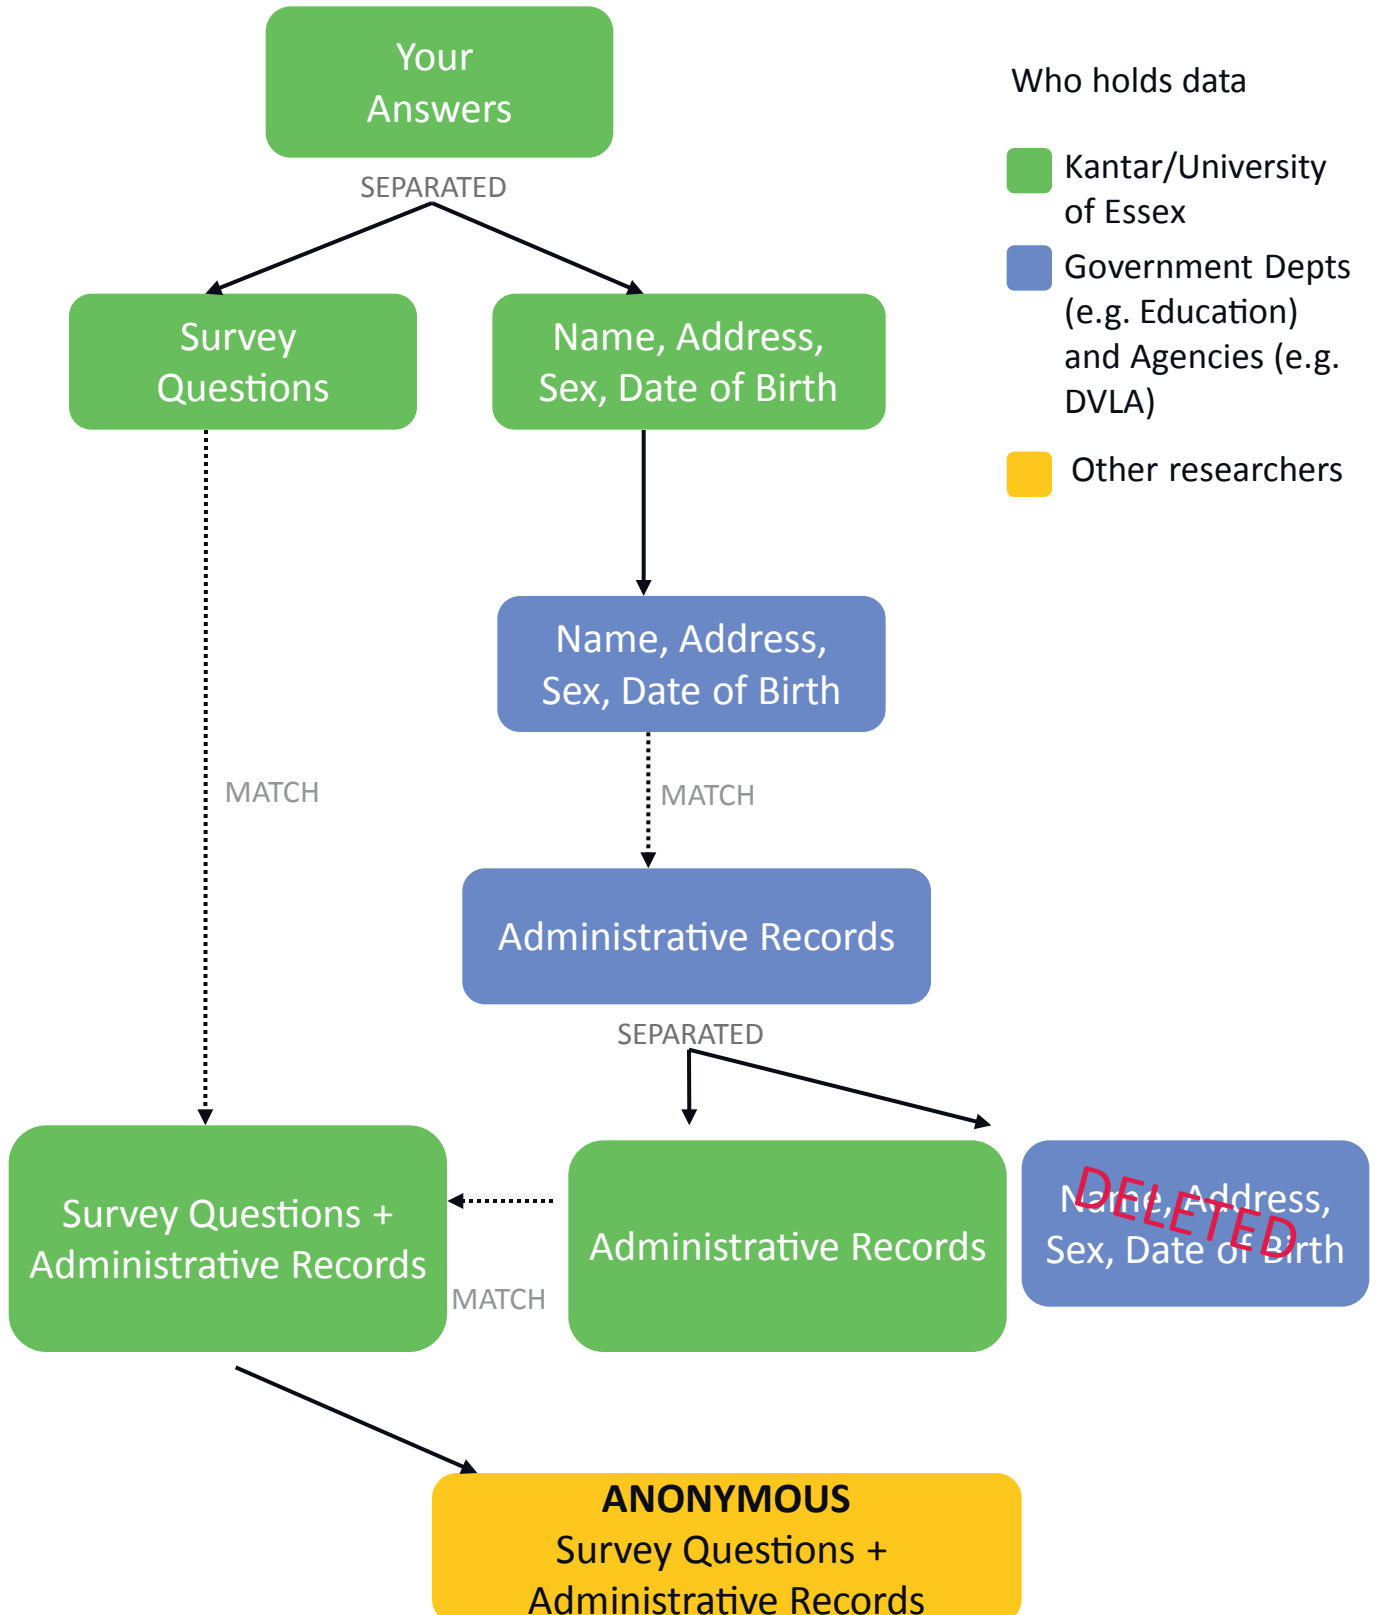 Your
Answers
Who holds data
Kantar/University
of Essex
Government Depts
(e.g. Education)
and Agencies (e.g.
DVLA)
Other researchers
SEPARATED
Survey
Questions
Name, Address,
Sex, Date of Birth
Name, Address,
Sex, Date of Birth
MATCH
MATCH
Administrative Records
SEPARATED
Survey Questions +
Administrative Records
MATCH
Administrative Records
Name, Address,
Sex, Date of Birth
DELETED
ANONYMOUS
Survey Questions +
Administrative Records